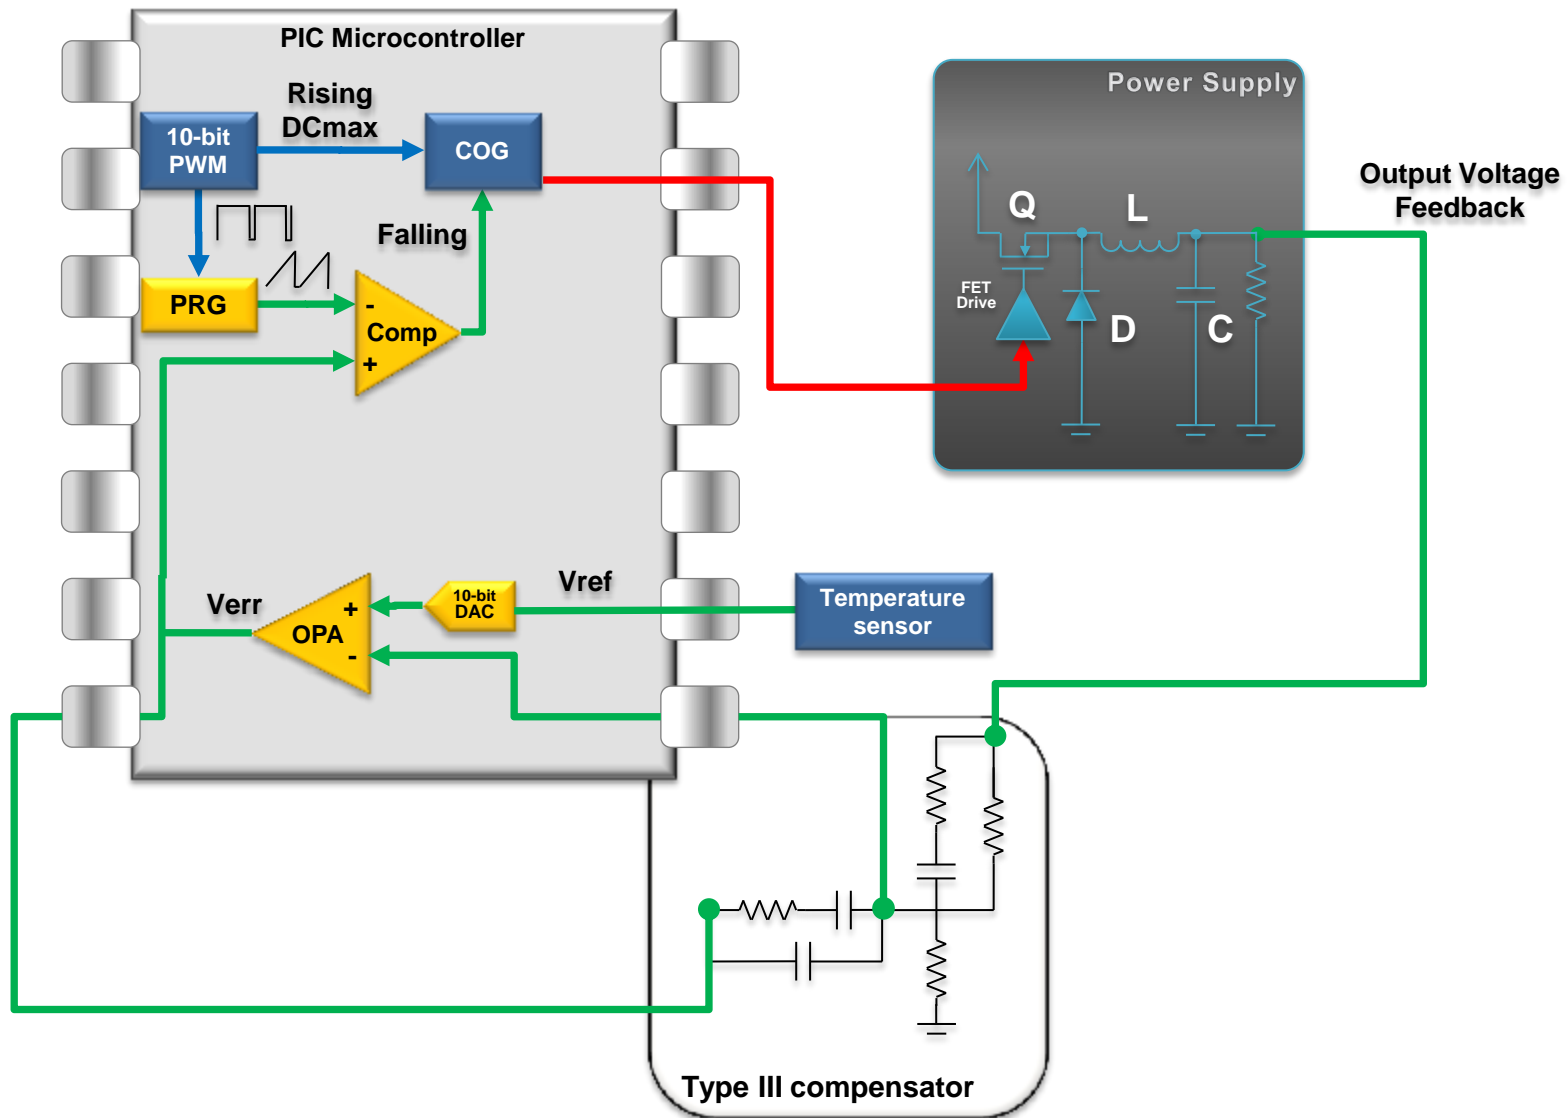 PIC Microcontroller
Power Supply
Rising
DCmax
10-bit
PWM
COG
Output Voltage
Feedback
Q
L
Falling
PRG
-
Comp
+
FET
Drive
D
C
Vref
Verr
+
OPA
-
10-bit
DAC
Temperature
sensor
Type III compensator